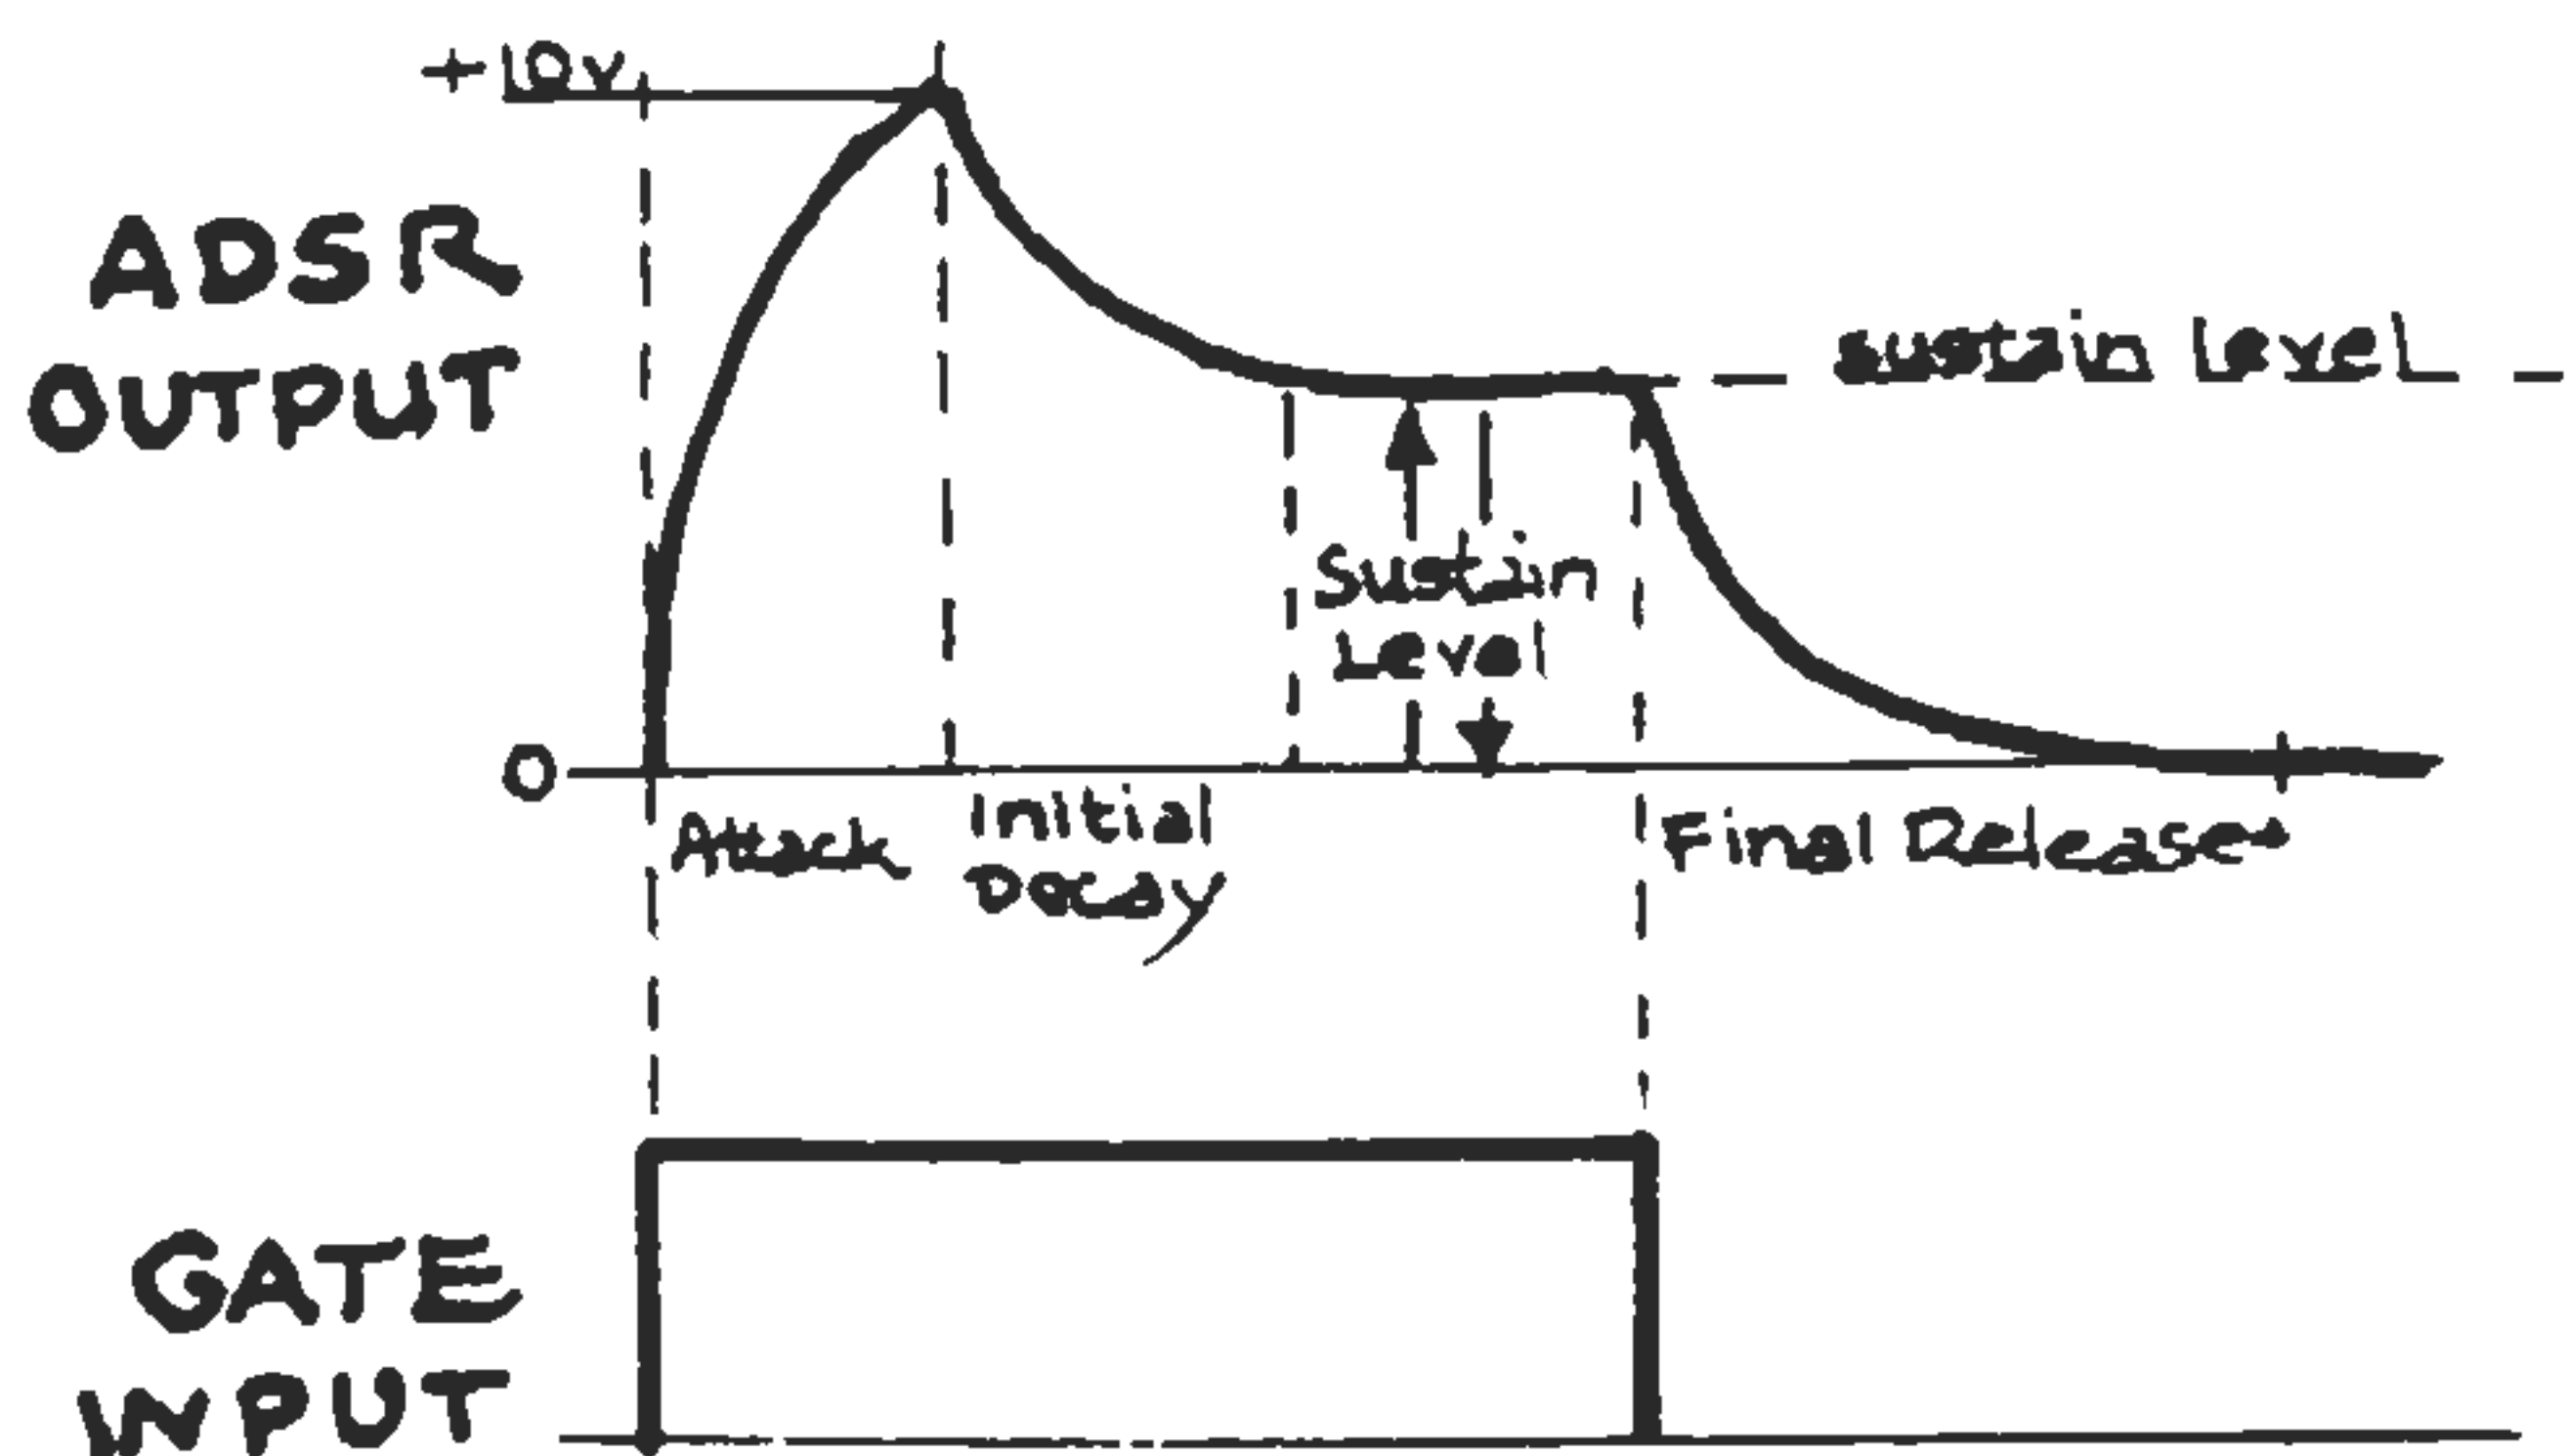 +10v
ADSR
OUTPUT
sustain level
Sustain
Level
0
Attack
Initial
Decay
Final Release
GATE
INPUT